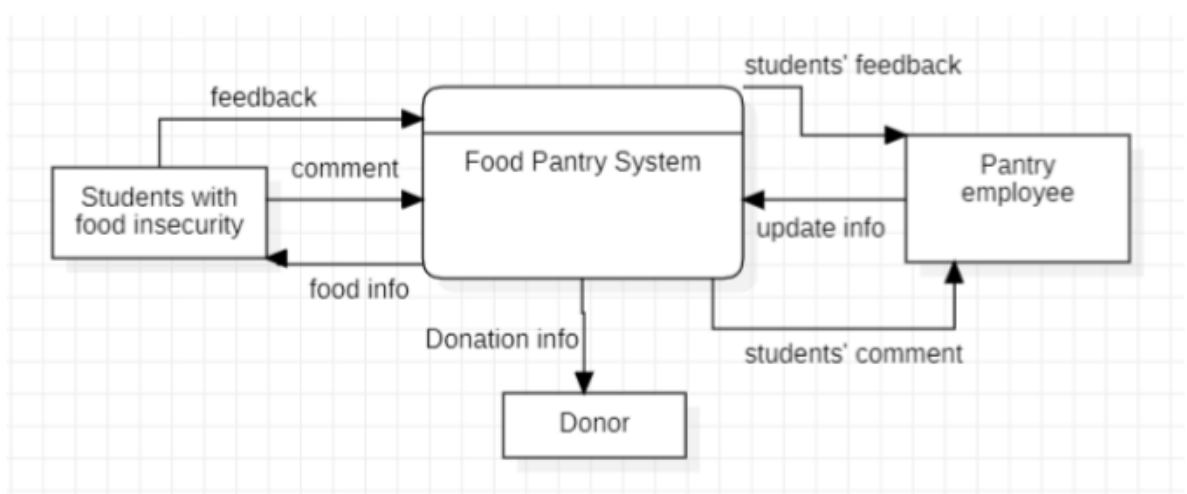 students' feedback
feedback
Food Pantry System
comment
Pantry
employee
Students with
food insecurity
update info
food info
Donation info
students' comment
Donor